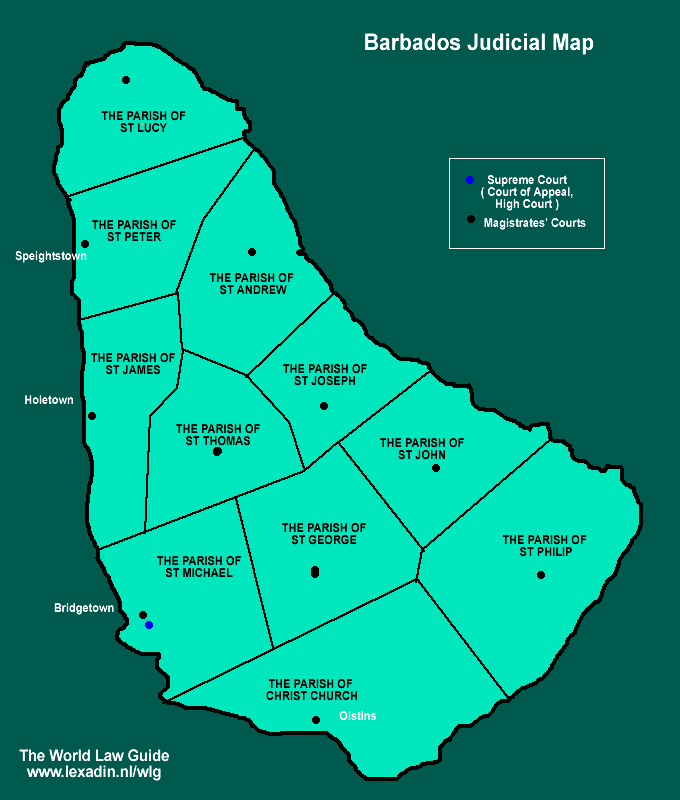 Barbados Judicial Map
THE PARISH OF
ST LUCY
Supreme Court
( Court of Appeal,
High Court )
Magistrates' Courts
THE PARISH OF
ST PETER
Speightstown
THE PARISH OF
ST ANDREW
THE PARISH OF
ST JAMES
THE PARISH OF
ST JOSEPH
Holetown
THE PARISH OF
ST THOMAS
THE PARISH OF
ST JOHN
THE PARISH OF
ST GEORGE
THE PARISH OF
ST PHILIP
THE PARISH OF
ST MICHAEL
Bridgetown
THE PARISH OF
CHRIST CHURCH
Oistins
The World Law Guide
www.lexadin.nl/wlg